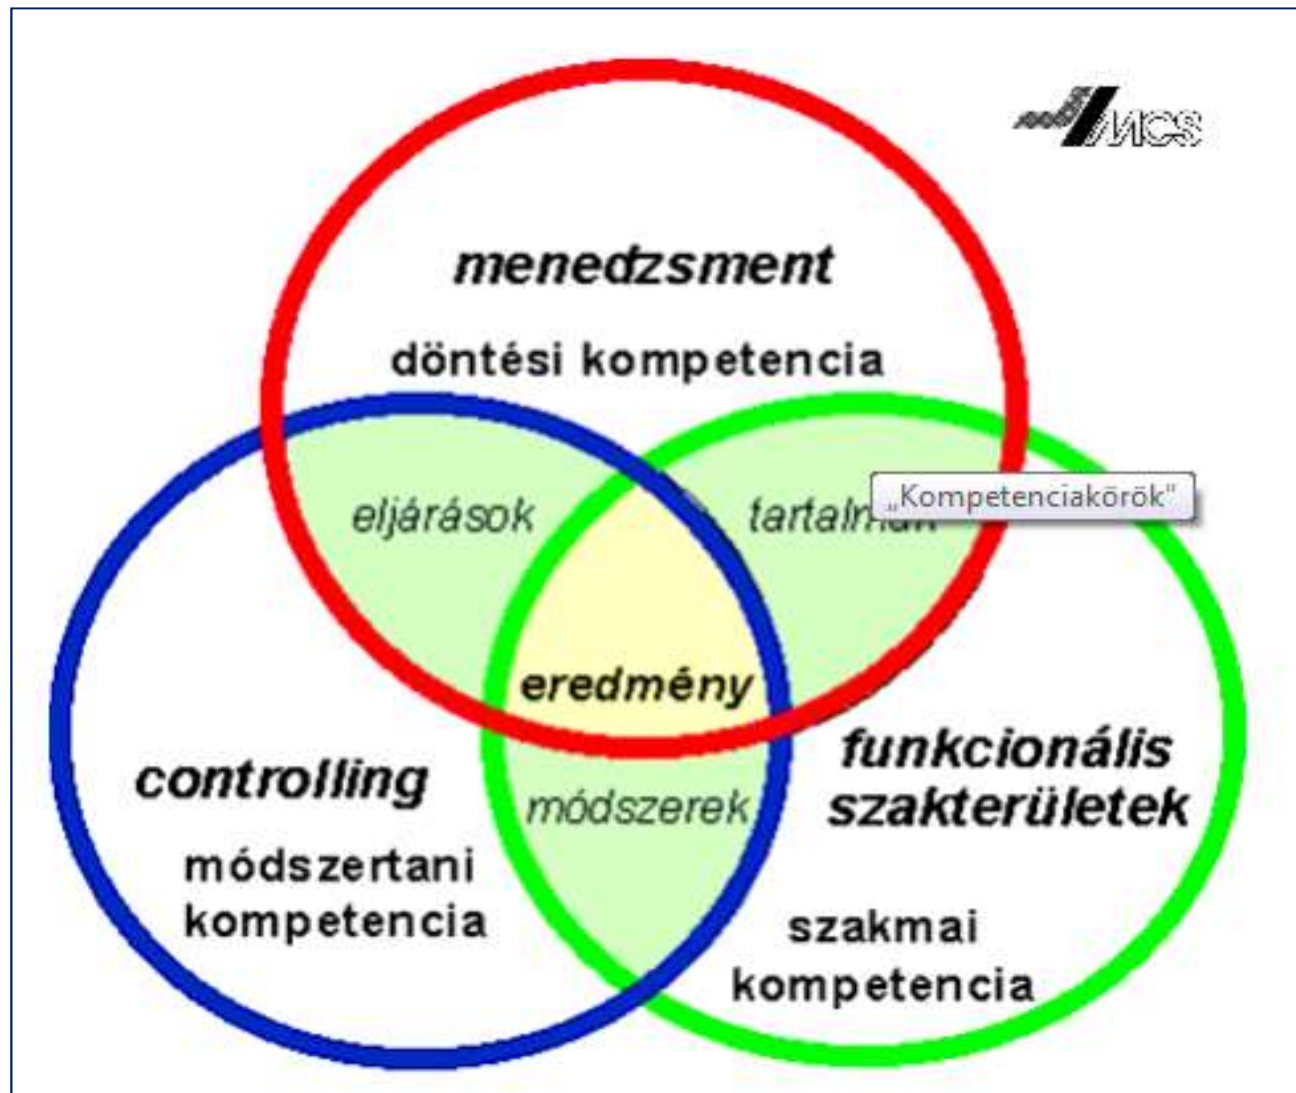 MCS
menedzsment
döntési kompetencia
eljárások
„Kompetenciakörök”
eredmény
controlling
módszertani
kompetencia
módszerek
funkcionális
szakterületek
szakmai
kompetencia